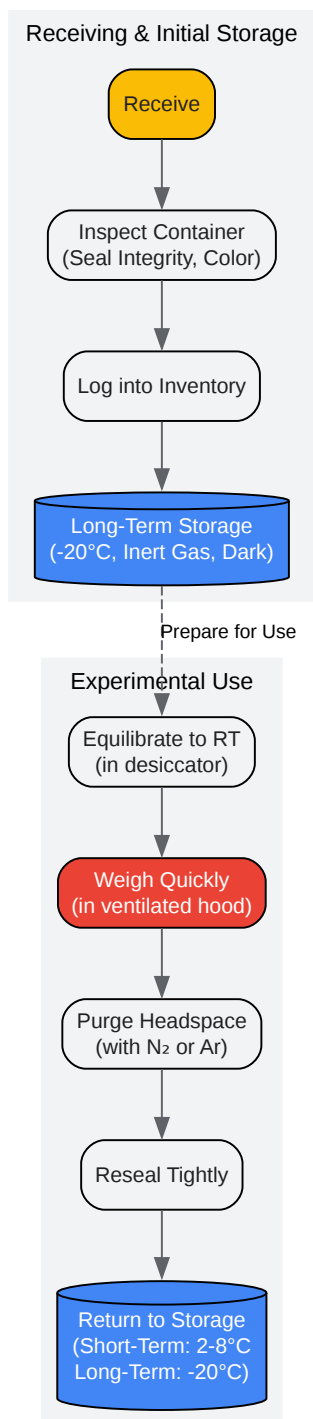 Receiving & Initial Storage
Receive
Inspect Container
(Seal Integrity, Color)
Log into Inventory
Long-Term Storage
(-20°C, Inert Gas, Dark)
Prepare for Use
Experimental Use
Equilibrate to RT
(in desiccator)
Weigh Quickly
(in ventilated hood)
Purge Headspace
(with N₂ or Ar)
Reseal Tightly
Return to Storage
(Short-Term: 2-8°C
Long-Term: -20°C)